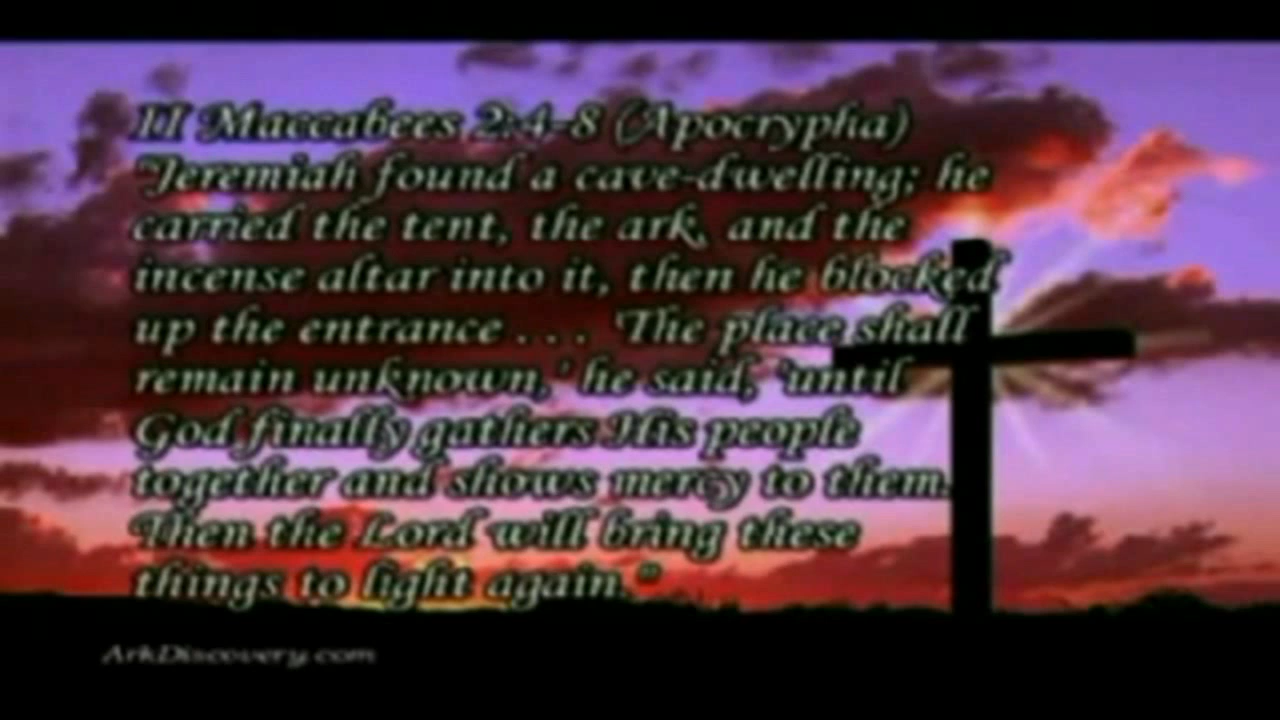 II Maccabees 2:4-8 (Apocrypha)
"Jeremiah found a cave-dwelling; he
carried the tent, the ark, and the
incense altar into it, then he blocked
up the entrance . . . 'The place shall
remain unknown,' he said, 'until
God finally gathers His people
together and shows mercy to them.
Then the Lord will bring these
things to light again."
ArkDiscovery.com